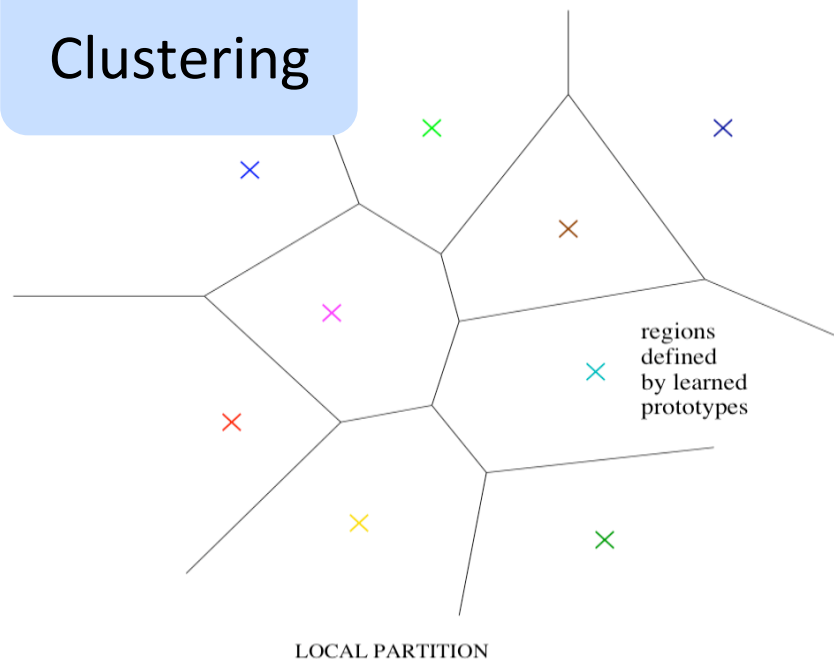 Clustering
regions
defined
by learned
prototypes
LOCAL PARTITION